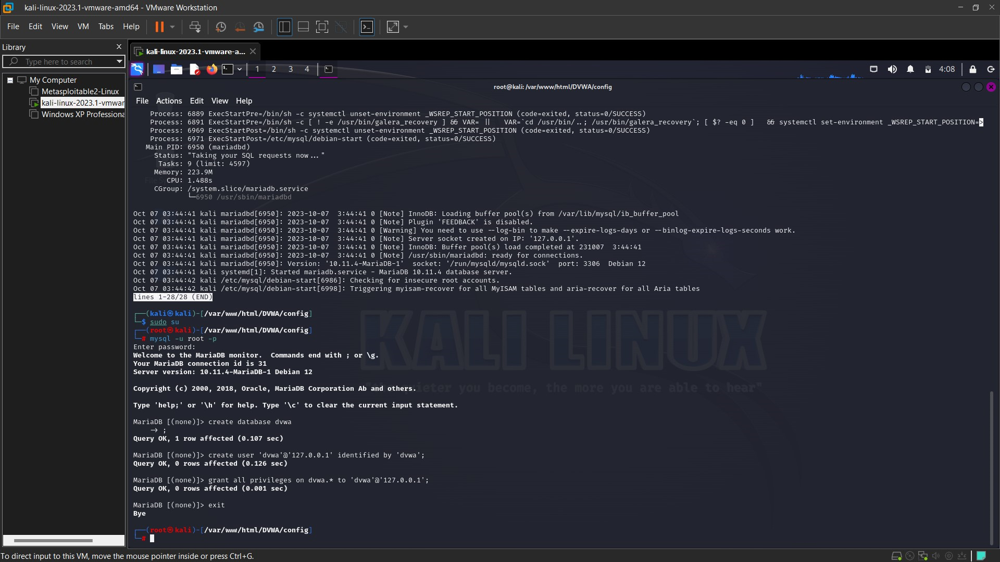 kali-linux-2023.1-vmware-amd64 - VMware Workstation
File Edit View VM Tabs Help
Library
kali-linux-2023.1-vmware-a...
Type here to search
1 2 3 4
4:08
My Computer
Metasploitable2-Linux
kali-linux-2023.1-vmwar
Windows XP Professiona
root@kali: /var/www/html/DVWA/config
File Actions Edit View Help
Process: 6889 ExecStartPre=/bin/sh -c systemctl unset-environment _WSREP_START_POSITION (code=exited, status=0/SUCCESS)
Process: 6891 ExecStartPre=/bin/sh -c [ ! -e /usr/bin/galera_recovery ] && VAR= || VAR=`cd /usr/bin/..; /usr/bin/galera_recovery`; [ $? -eq 0 ] && systemctl set-environment _WSREP_START_POSITION=>
Process: 6969 ExecStartPost=/bin/sh -c systemctl unset-environment _WSREP_START_POSITION (code=exited, status=0/SUCCESS)
Process: 6971 ExecStartPost=/etc/mysql/debian-start (code=exited, status=0/SUCCESS)
Main PID: 6950 (mariadbd)
Status: "Taking your SQL requests now..."
Tasks: 9 (limit: 4597)
Memory: 223.9M
CPU: 1.488s
CGroup: /system.slice/mariadb.service
└─6950 /usr/sbin/mariadbd
Oct 07 03:44:41 kali mariadbd[6950]: 2023-10-07  3:44:41 0 [Note] InnoDB: Loading buffer pool(s) from /var/lib/mysql/ib_buffer_pool
Oct 07 03:44:41 kali mariadbd[6950]: 2023-10-07  3:44:41 0 [Note] Plugin 'FEEDBACK' is disabled.
Oct 07 03:44:41 kali mariadbd[6950]: 2023-10-07  3:44:41 0 [Warning] You need to use --log-bin to make --expire-logs-days or --binlog-expire-logs-seconds work.
Oct 07 03:44:41 kali mariadbd[6950]: 2023-10-07  3:44:41 0 [Note] Server socket created on IP: '127.0.0.1'.
Oct 07 03:44:41 kali mariadbd[6950]: 2023-10-07  3:44:41 0 [Note] InnoDB: Buffer pool(s) load completed at 231007  3:44:41
Oct 07 03:44:41 kali mariadbd[6950]: 2023-10-07  3:44:41 0 [Note] /usr/sbin/mariadbd: ready for connections.
Oct 07 03:44:41 kali mariadbd[6950]: Version: '10.11.4-MariaDB-1'  socket: '/run/mysqld/mysqld.sock'  port: 3306  Debian 12
Oct 07 03:44:41 kali systemd[1]: Started mariadb.service - MariaDB 10.11.4 database server.
Oct 07 03:44:42 kali /etc/mysql/debian-start[6986]: Checking for insecure root accounts.
Oct 07 03:44:42 kali /etc/mysql/debian-start[6998]: Triggering myisam-recover for all MyISAM tables and aria-recover for all Aria tables
lines 1-28/28 (END)
┌──(kali㉿kali)-[/var/www/html/DVWA/config]
└─$ sudo su
┌──(root㉿kali)-[/var/www/html/DVWA/config]
└─# mysql -u root -p
Enter password:
Welcome to the MariaDB monitor.  Commands end with ; or \g.
Your MariaDB connection id is 31
Server version: 10.11.4-MariaDB-1 Debian 12
KALI LINUX
Copyright (c) 2000, 2018, Oracle, MariaDB Corporation Ab and others.
"the quieter you become, the more you are able to hear"
Type 'help;' or '\h' for help. Type '\c' to clear the current input statement.
MariaDB [(none)]> create database dvwa
-> ;
Query OK, 1 row affected (0.107 sec)
MariaDB [(none)]> create user 'dvwa'@'127.0.0.1' identified by 'dvwa';
Query OK, 0 rows affected (0.126 sec)
MariaDB [(none)]> grant all privileges on dvwa.* to 'dvwa'@'127.0.0.1';
Query OK, 0 rows affected (0.001 sec)
MariaDB [(none)]> exit
Bye
┌──(root㉿kali)-[/var/www/html/DVWA/config]
└─#
To direct input to this VM, move the mouse pointer inside or press Ctrl+G.